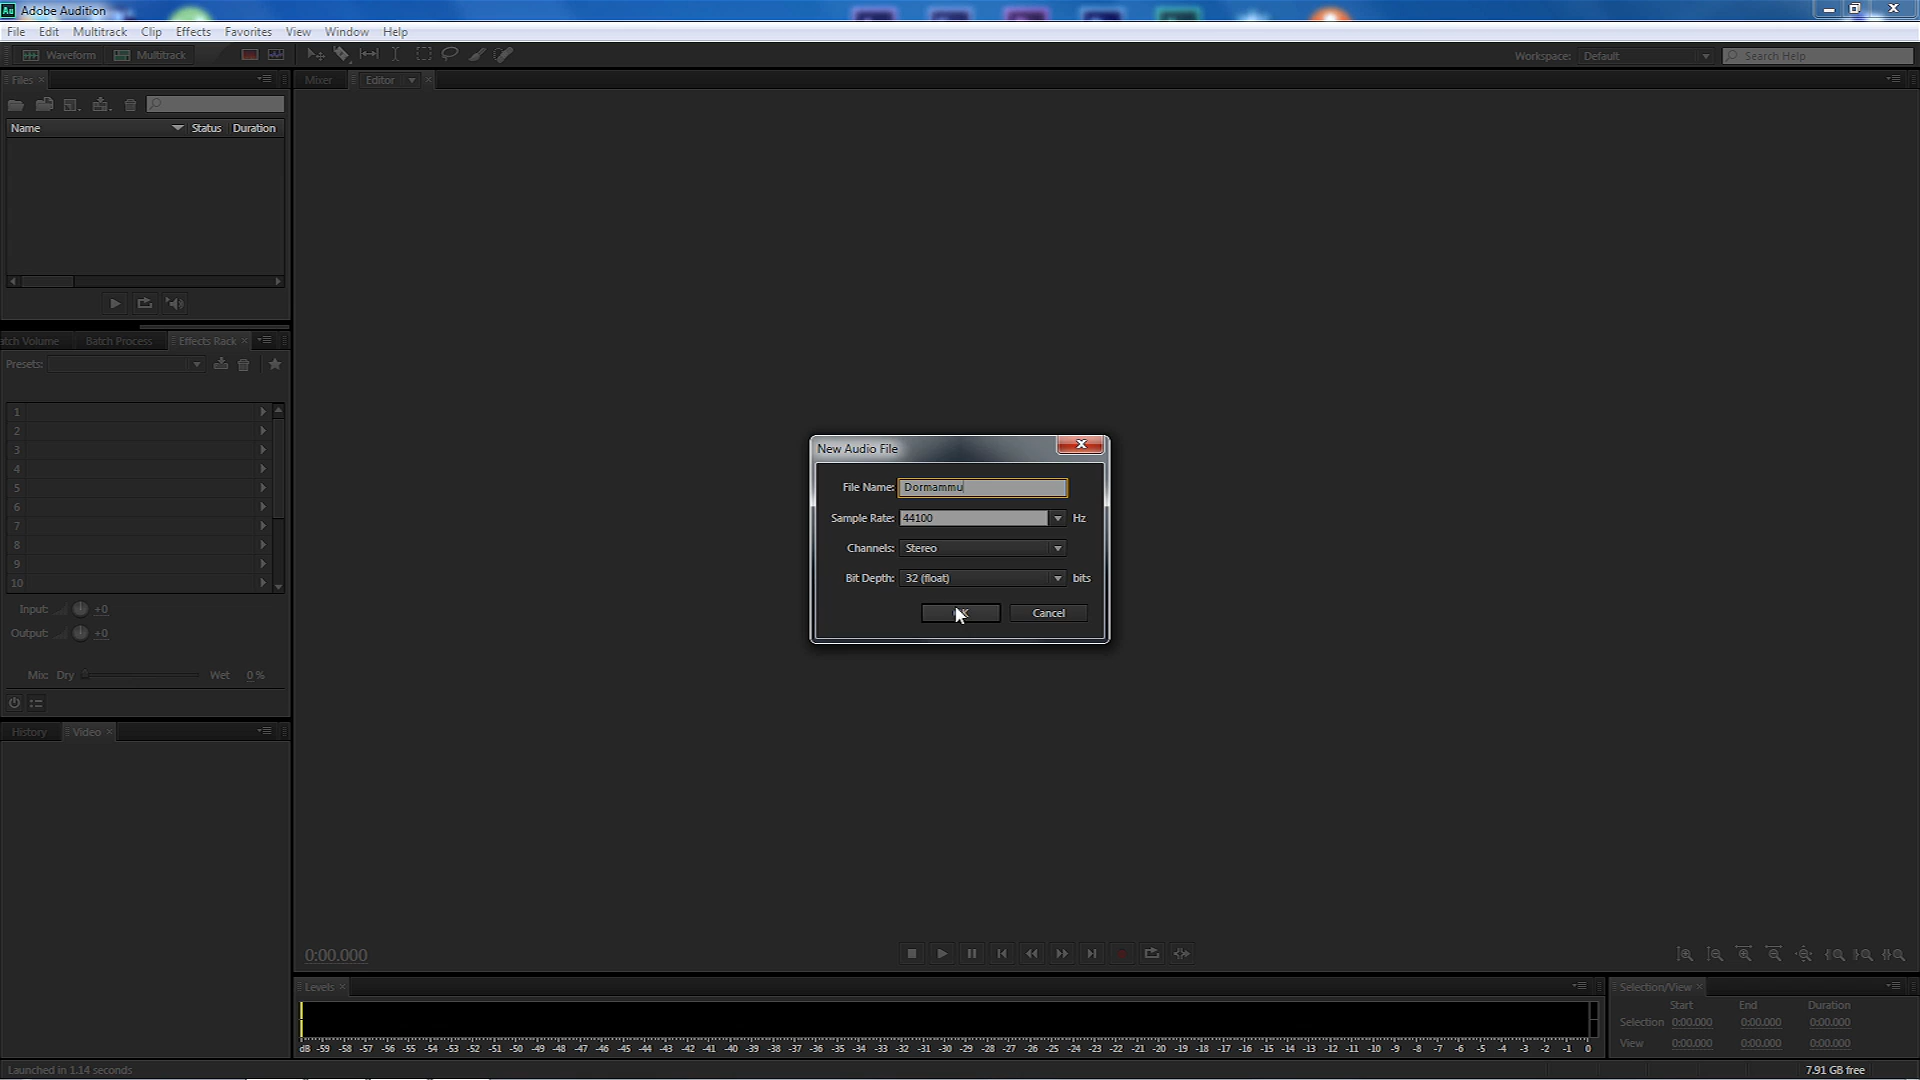 Au Adobe Audition
File Edit Multitrack Clip Effects Favorites View Window Help
Waveform Multitrack Workspace: Default Search Help
Files Mixer Editor
Name Status Duration
atch Volume Batch Process Effects Rack
Presets:
1
2
3
4
5
6
7
8
9
10
Input: +0
Output: +0
Mix: Dry Wet 0 %
History Video
New Audio File
File Name: Dormammu
Sample Rate: 44100 Hz
Channels: Stereo
Bit Depth: 32 (float) bits
Cancel
0:00.000
Levels
dB -59 -58 -57 -56 -55 -54 -53 -52 -51 -50 -49 -48 -47 -46 -45 -44 -43 -42 -41 -40 -39 -38 -37 -36 -35 -34 -33 -32 -31 -30 -29 -28 -27 -26 -25 -24 -23 -22 -21 -20 -19 -18 -17 -16 -15 -14 -13 -12 -11 -10 -9 -8 -7 -6 -5 -4 -3 -2 -1 0
Selection/View
Start End Duration
Selection 0:00.000 0:00.000 0:00.000
View 0:00.000 0:00.000 0:00.000
Launched in 1.14 seconds 7.91 GB free